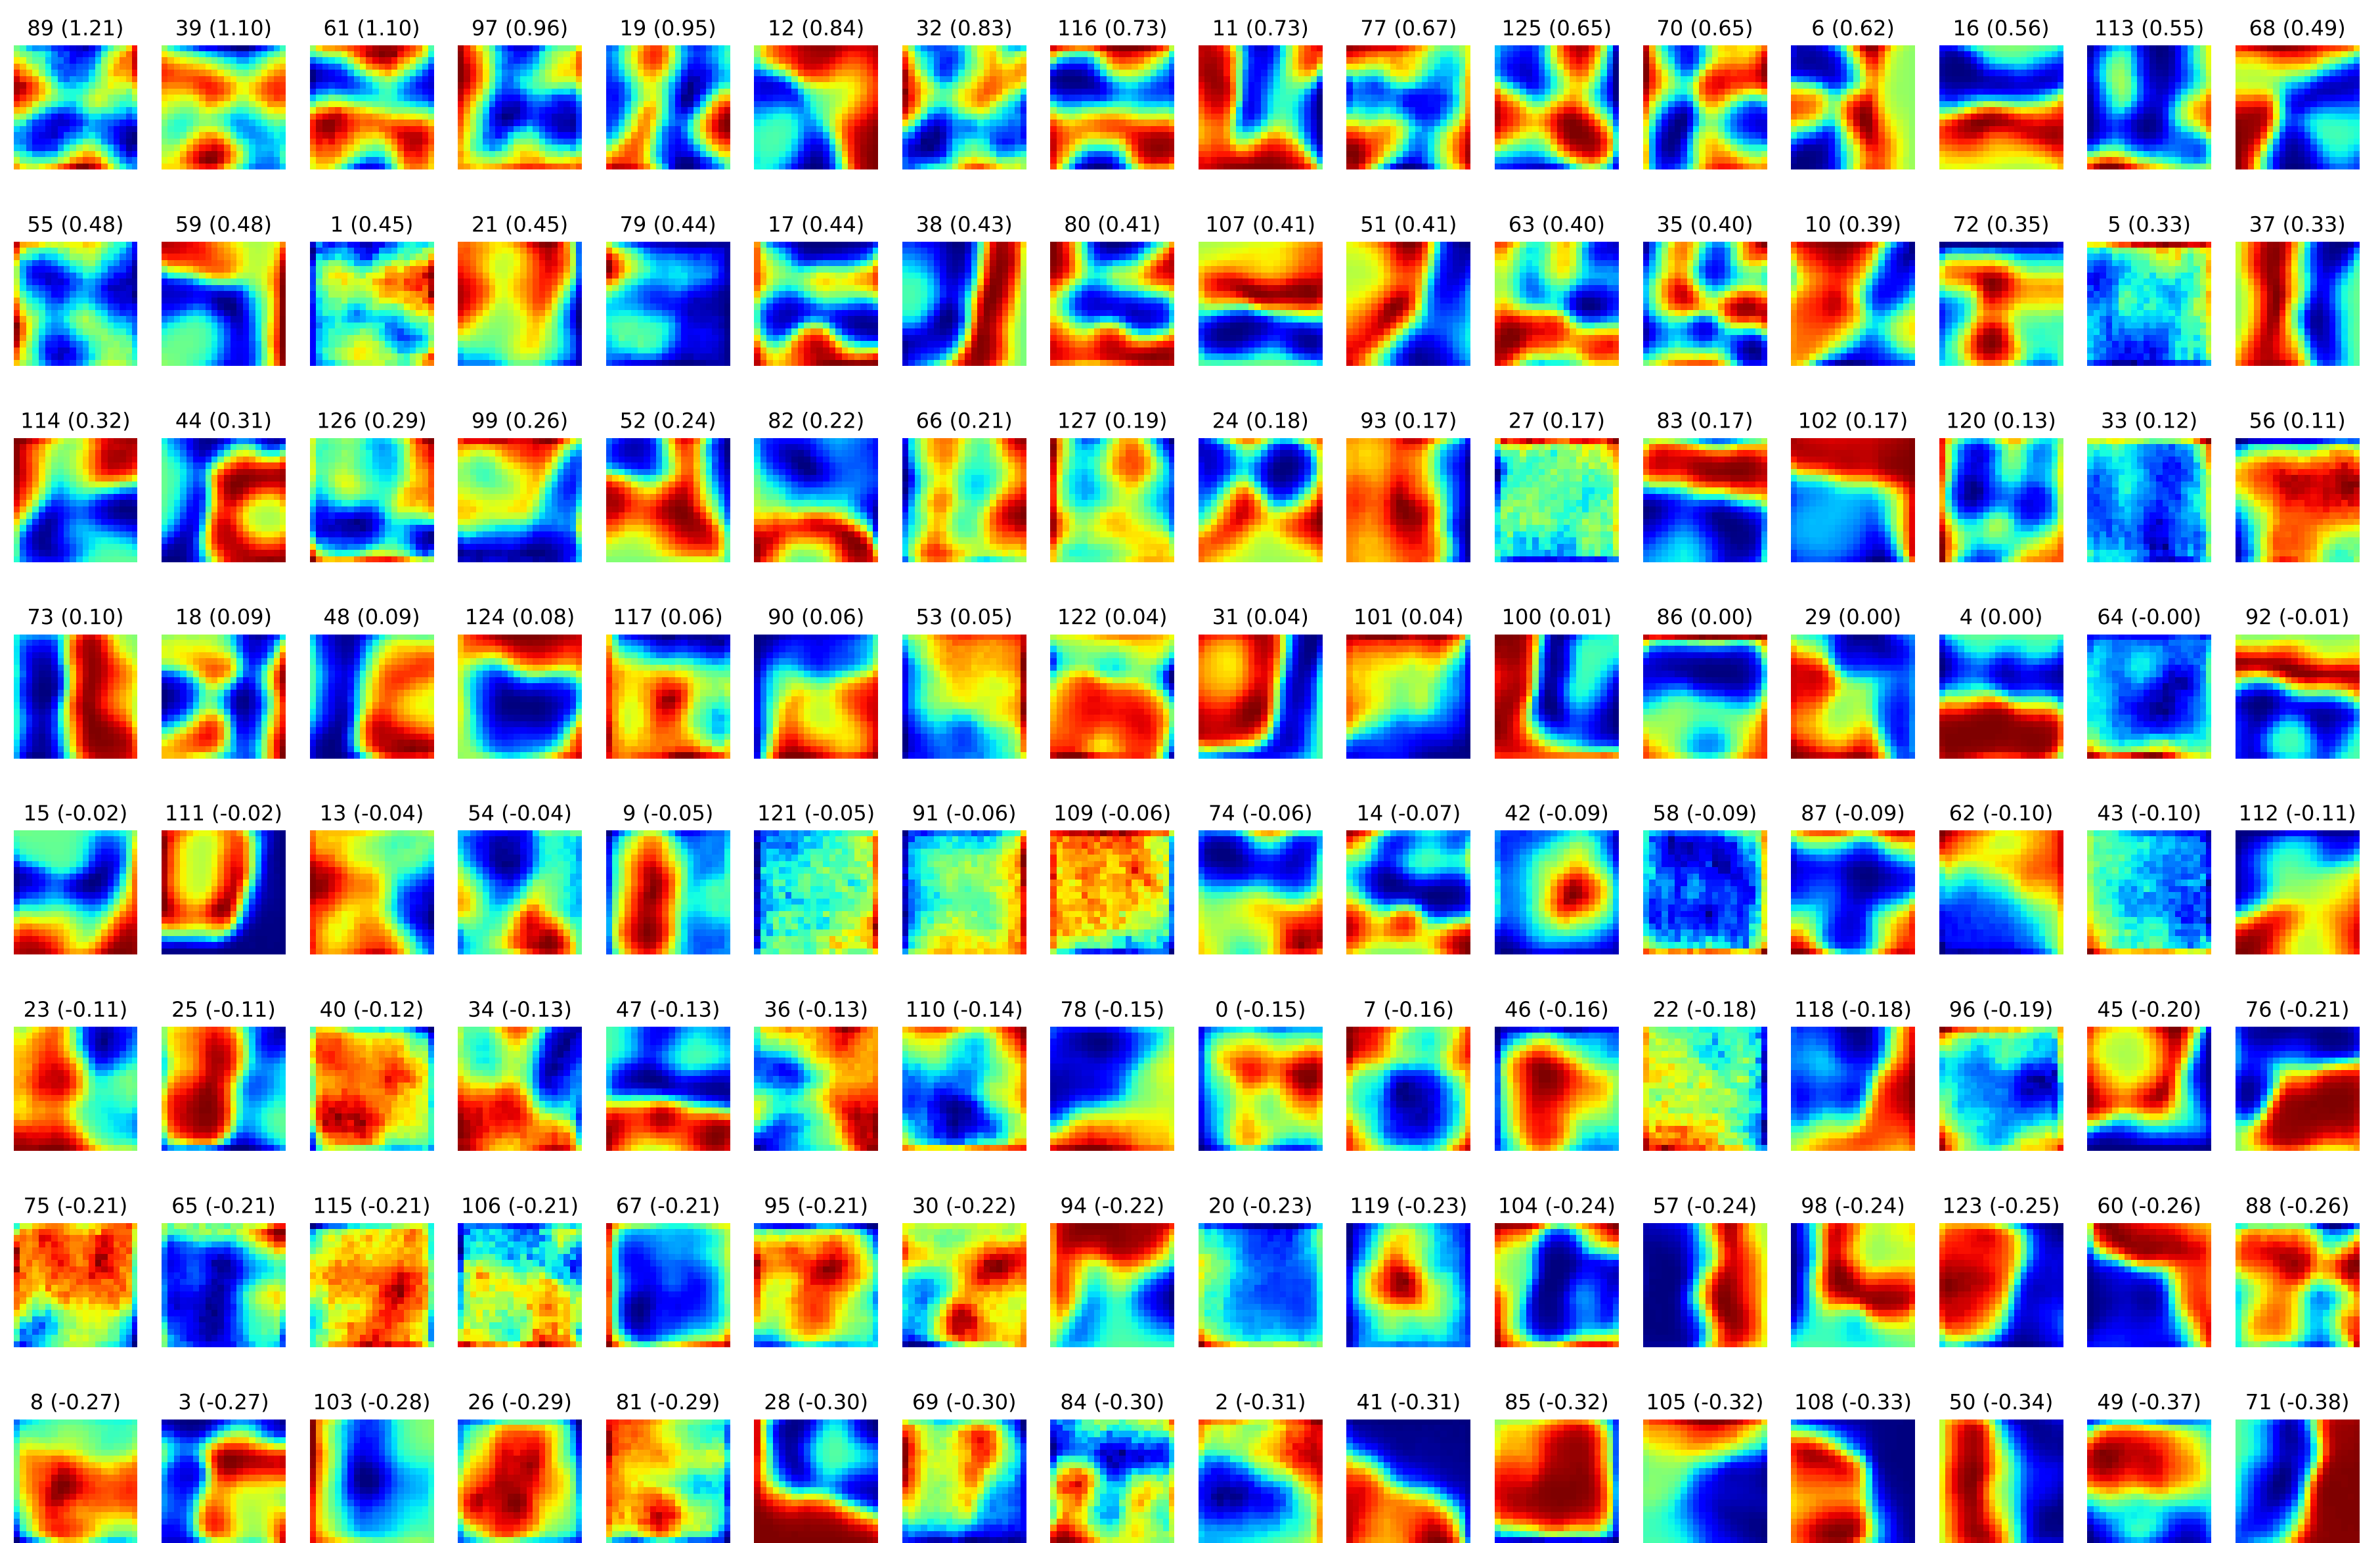 89 (1.21) 39 (1.10) 61 (1.10) 97 (0.96) 19 (0.95) 12 (0.84) 32 (0.83) 116 (0.73) 11 (0.73) 77 (0.67) 125 (0.65) 70 (0.65) 6 (0.62) 16 (0.56) 113 (0.55) 68 (0.49)
55 (0.48) 59 (0.48) 1 (0.45) 21 (0.45) 79 (0.44) 17 (0.44) 38 (0.43) 80 (0.41) 107 (0.41) 51 (0.41) 63 (0.40) 35 (0.40) 10 (0.39) 72 (0.35) 5 (0.33) 37 (0.33)
114 (0.32) 44 (0.31) 126 (0.29) 99 (0.26) 52 (0.24) 82 (0.22) 66 (0.21) 127 (0.19) 24 (0.18) 93 (0.17) 27 (0.17) 83 (0.17) 102 (0.17) 120 (0.13) 33 (0.12) 56 (0.11)
73 (0.10) 18 (0.09) 48 (0.09) 124 (0.08) 117 (0.06) 90 (0.06) 53 (0.05) 122 (0.04) 31 (0.04) 101 (0.04) 100 (0.01) 86 (0.00) 29 (0.00) 4 (0.00) 64 (-0.00) 92 (-0.01)
15 (-0.02) 111 (-0.02) 13 (-0.04) 54 (-0.04) 9 (-0.05) 121 (-0.05) 91 (-0.06) 109 (-0.06) 74 (-0.06) 14 (-0.07) 42 (-0.09) 58 (-0.09) 87 (-0.09) 62 (-0.10) 43 (-0.10) 112 (-0.11)
23 (-0.11) 25 (-0.11) 40 (-0.12) 34 (-0.13) 47 (-0.13) 36 (-0.13) 110 (-0.14) 78 (-0.15) 0 (-0.15) 7 (-0.16) 46 (-0.16) 22 (-0.18) 118 (-0.18) 96 (-0.19) 45 (-0.20) 76 (-0.21)
75 (-0.21) 65 (-0.21) 115 (-0.21) 106 (-0.21) 67 (-0.21) 95 (-0.21) 30 (-0.22) 94 (-0.22) 20 (-0.23) 119 (-0.23) 104 (-0.24) 57 (-0.24) 98 (-0.24) 123 (-0.25) 60 (-0.26) 88 (-0.26)
8 (-0.27) 3 (-0.27) 103 (-0.28) 26 (-0.29) 81 (-0.29) 28 (-0.30) 69 (-0.30) 84 (-0.30) 2 (-0.31) 41 (-0.31) 85 (-0.32) 105 (-0.32) 108 (-0.33) 50 (-0.34) 49 (-0.37) 71 (-0.38)